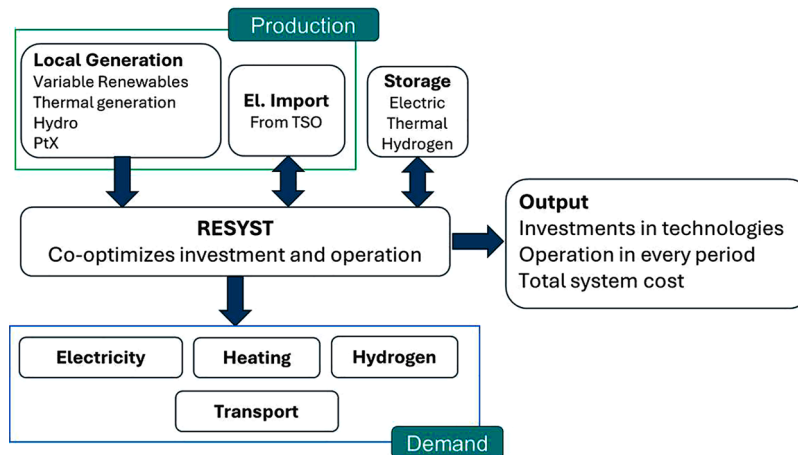 Production
Local Generation
Variable Renewables
Thermal generation
Hydro
PtX
El. Import
From TSO
Storage
Electric
Thermal
Hydrogen
RESYST
Co-optimizes investment and operation
Output
Investments in technologies
Operation in every period
Total system cost
Electricity
Heating
Hydrogen
Transport
Demand